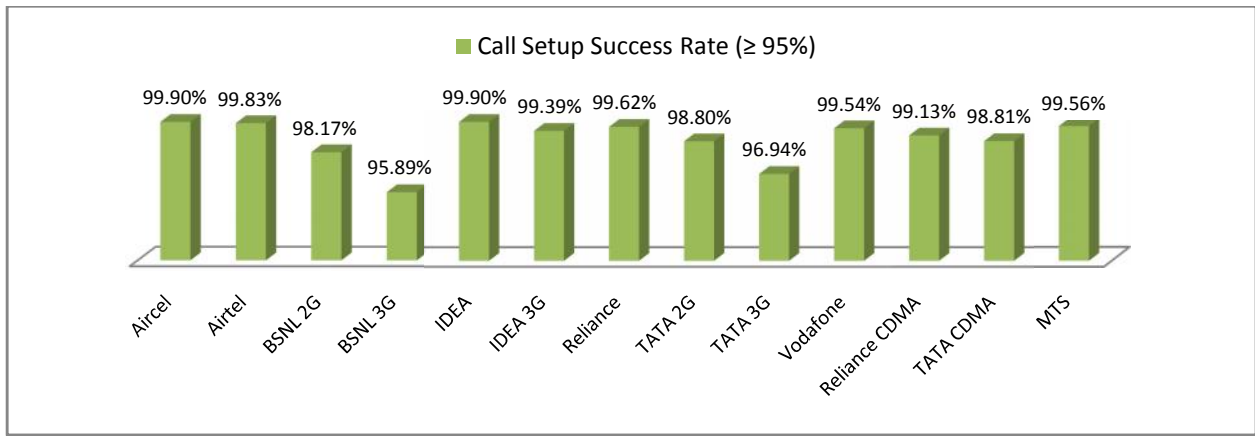 Call Setup Success Rate (≥ 95%)
99.90%
99.83%
98.17%
95.89%
99.90%
99.39%
99.62%
98.80%
96.94%
99.54%
99.13%
98.81%
99.56%
Aircel
Airtel
BSNL 2G
BSNL 3G
IDEA
IDEA 3G
Reliance
TATA 2G
TATA 3G
Vodafone
Reliance CDMA
TATA CDMA
MTS